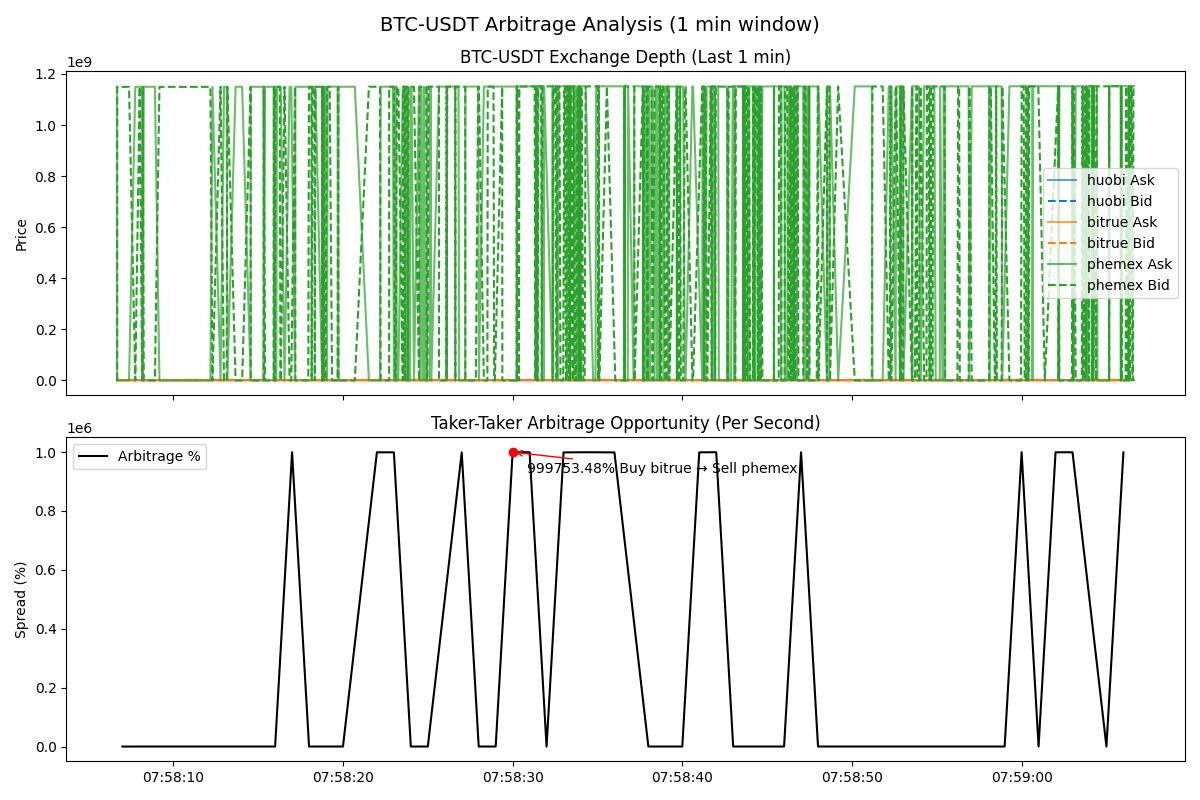 BTC-USDT Arbitrage Analysis (1 min window)
BTC-USDT Exchange Depth (Last 1 min)
1e9
1.2
1.0
0.8
0.6
0.4
0.2
0.0
Price
huobi Ask
huobi Bid
bitrue Ask
bitrue Bid
phemex Ask
phemex Bid
Taker-Taker Arbitrage Opportunity (Per Second)
1e6
1.0
0.8
0.6
0.4
0.2
0.0
Spread (%)
Arbitrage %
999753.48% Buy bitrue → Sell phemex
07:58:10
07:58:20
07:58:30
07:58:40
07:58:50
07:59:00